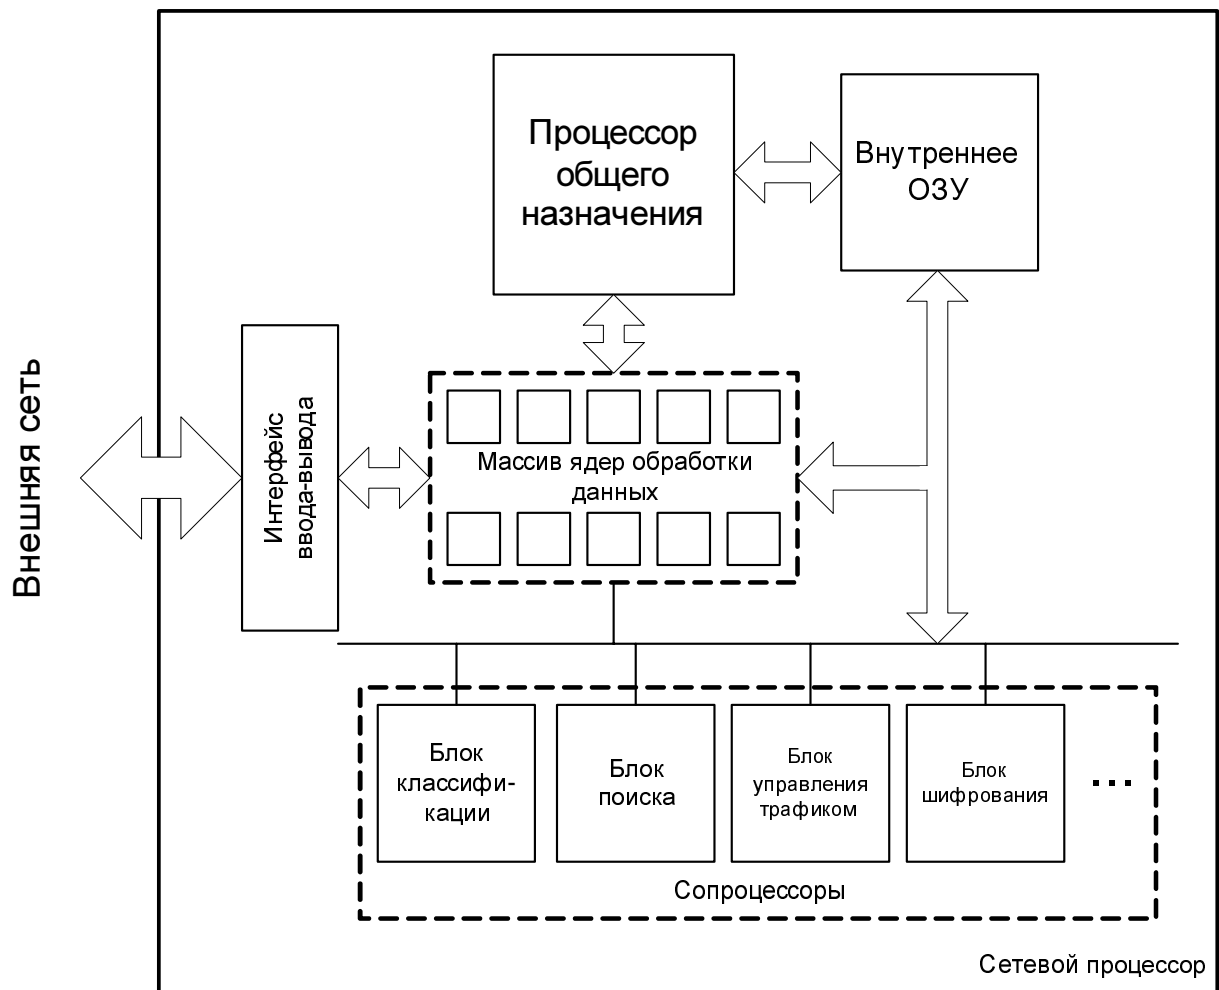 Процессор
общего
назначения
Внутреннее
ОЗУ
Внешняя сеть
Интерфейс
ввода-вывода
Массив ядер обработки
данных
Блок
классифи-
кации
Блок
поиска
Блок
управления
трафиком
Блок
шифрования
...
Сопроцессоры
Сетевой процессор